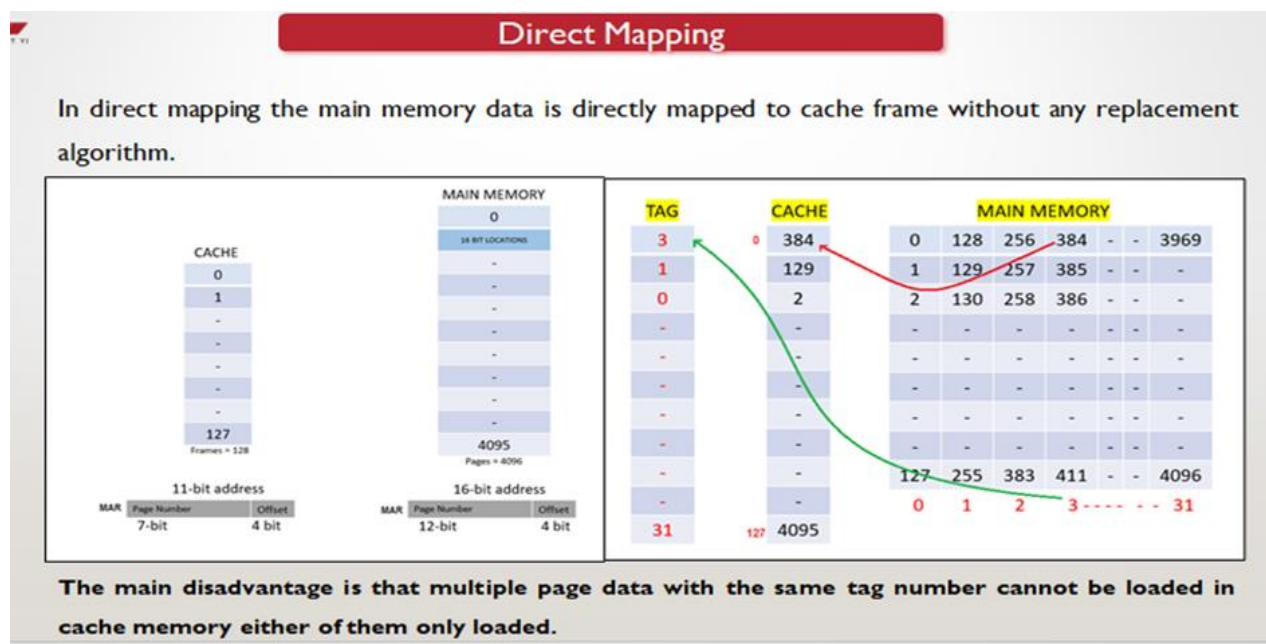 Direct Mapping
In direct mapping the main memory data is directly mapped to cache frame without any replacement
algorithm.
MAIN MEMORY
0
16 BIT LOCATIONS
-
-
-
-
-
-
-
-
4095
Pages = 4096
CACHE
0
1
-
-
-
-
-
127
Frames = 128
11-bit address
MAR Page Number Offset
7-bit 4 bit
16-bit address
MAR Page Number Offset
12-bit 4 bit
TAG CACHE MAIN MEMORY
3 0 384 0 128 256 384 - - 3969
1 129 1 129 257 385 - - -
0 2 2 130 258 386 - - -
- - - - - - - - -
- - - - - - - - -
- - - - - - - - -
- - - - - - - - -
- - - - - - - - -
- - 127 255 383 411 - - 4096
- - 0 1 2 3 - - - - - - 31
31 127 4095
The main disadvantage is that multiple page data with the same tag number cannot be loaded in
cache memory either of them only loaded.